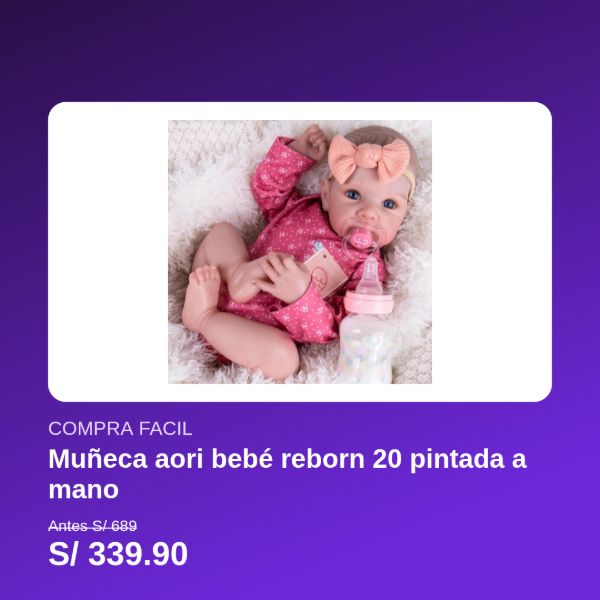 COMPRA FACIL
Muñeca aori bebé reborn 20 pintada a
mano
Antes S/ 689
S/ 339.90